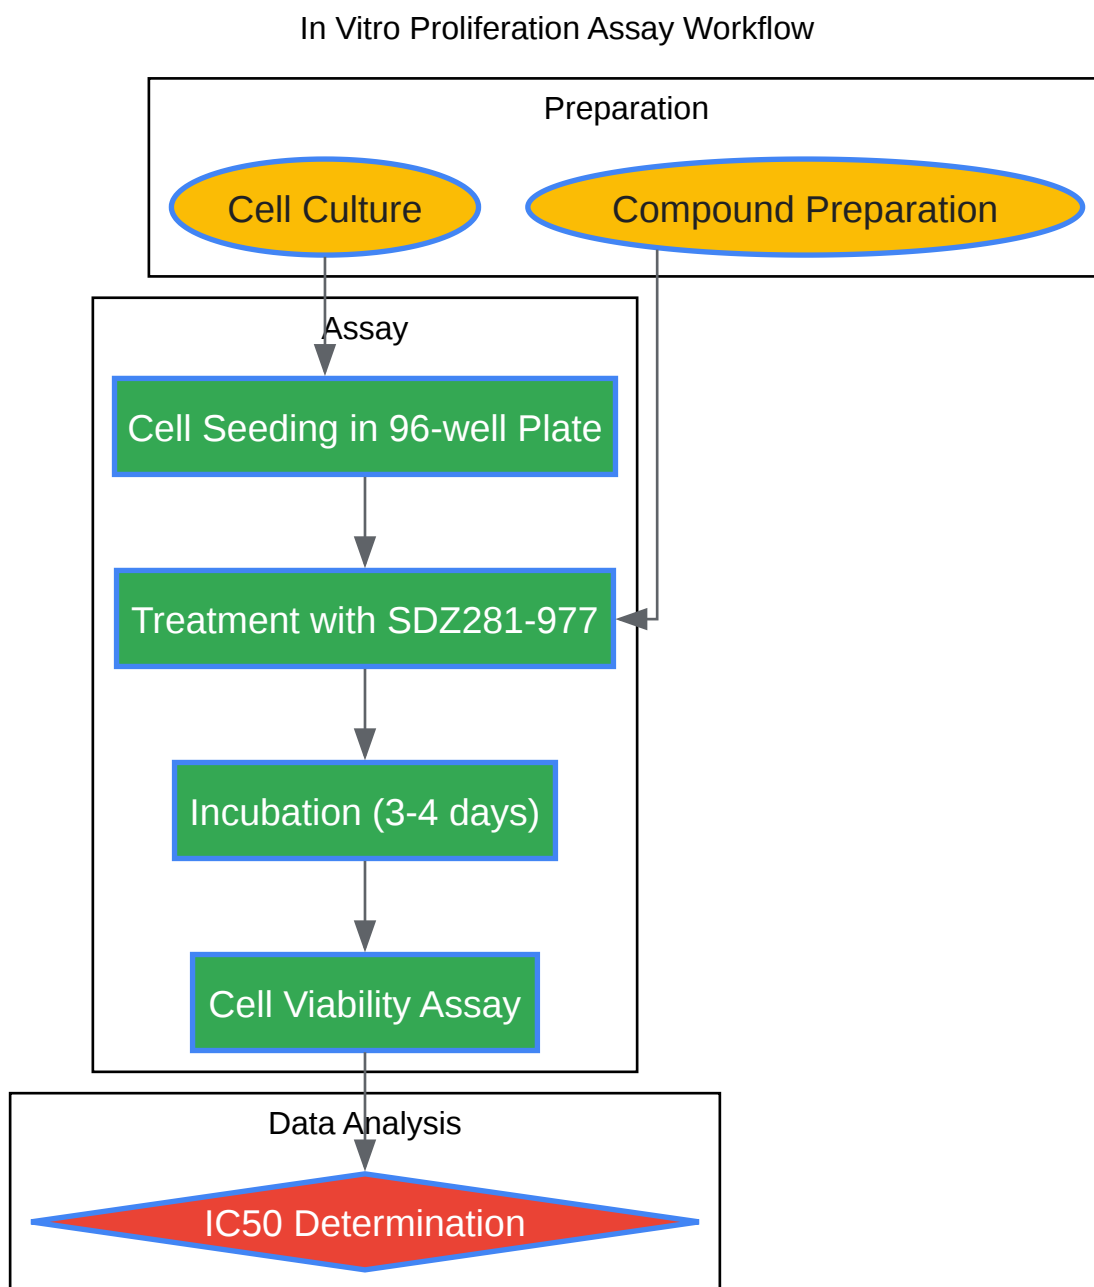 In Vitro Proliferation Assay Workflow
Preparation
Cell Culture
Compound Preparation
Assay
Cell Seeding in 96-well Plate
Treatment with SDZ281-977
Incubation (3-4 days)
Cell Viability Assay
Data Analysis
IC50 Determination